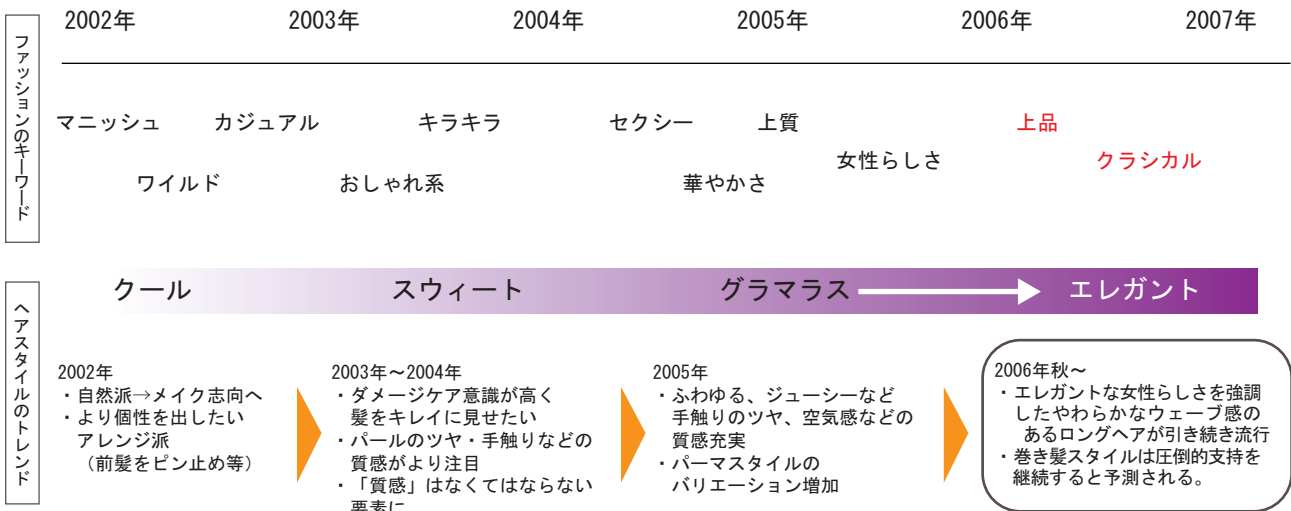 2002年 2003年 2004年 2005年 2006年 2007年
ファッションのキーワード
マニッシュ カジュアル キラキラ セクシー 上質 上品
女性らしさ クラシカル
ワイルド おしゃれ系 華やかさ
ヘアスタイルのトレンド
クール スウィート グラマラス エレガント
2002年
・自然派→メイク志向へ
・より個性を出したい
アレンジ派
（前髪をピン止め等）
2003年～2004年
・ダメージケア意識が高く
髪をキレイに見せたい
・パールのツヤ・手触りなどの
質感がより注目
・「質感」はなくてはならない
要素に
2005年
・ふわゆる、ジューシーなど
手触りのツヤ、空気感などの
質感充実
・パーマスタイルの
バリエーション増加
2006年秋～
・エレガントな女性らしさを強調
したやわらかなウェーブ感の
あるロングヘアが引き続き流行
・巻き髪スタイルは圧倒的支持を
継続すると予測される。